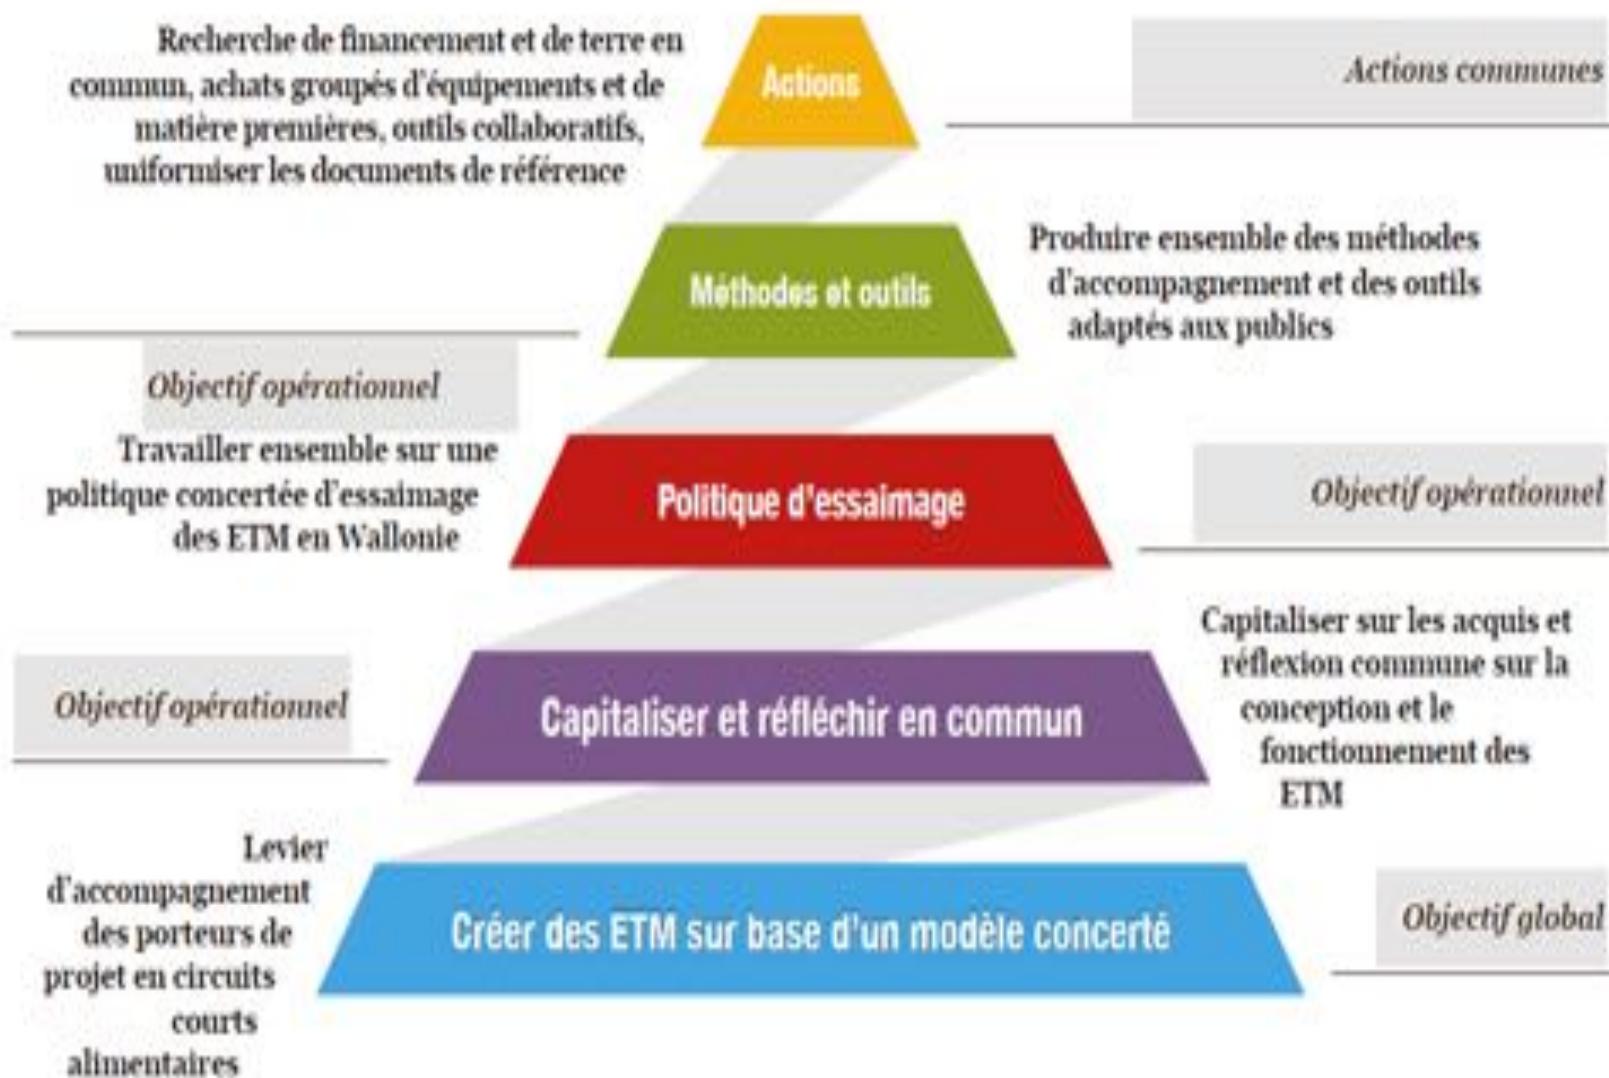 Recherche de financement et de terre en
commun, achats groupés d'équipements et de
matière premières, outils collaboratifs,
uniformiser les documents de référence
Actions
Actions communes
Méthodes et outils
Produire ensemble des méthodes
d'accompagnement et des outils
adaptés aux publics
Objectif opérationnel
Travailler ensemble sur une
politique concertée d'essaimage
des ETM en Wallonie
Politique d'essaimage
Objectif opérationnel
Objectif opérationnel
Capitaliser et réfléchir en commun
Capitaliser sur les acquis et
réflexion commune sur la
conception et le
fonctionnement des
ETM
Levier
d'accompagnement
des porteurs de
projet en circuits
courts
alimentaires
Créer des ETM sur base d'un modèle concerté
Objectif global